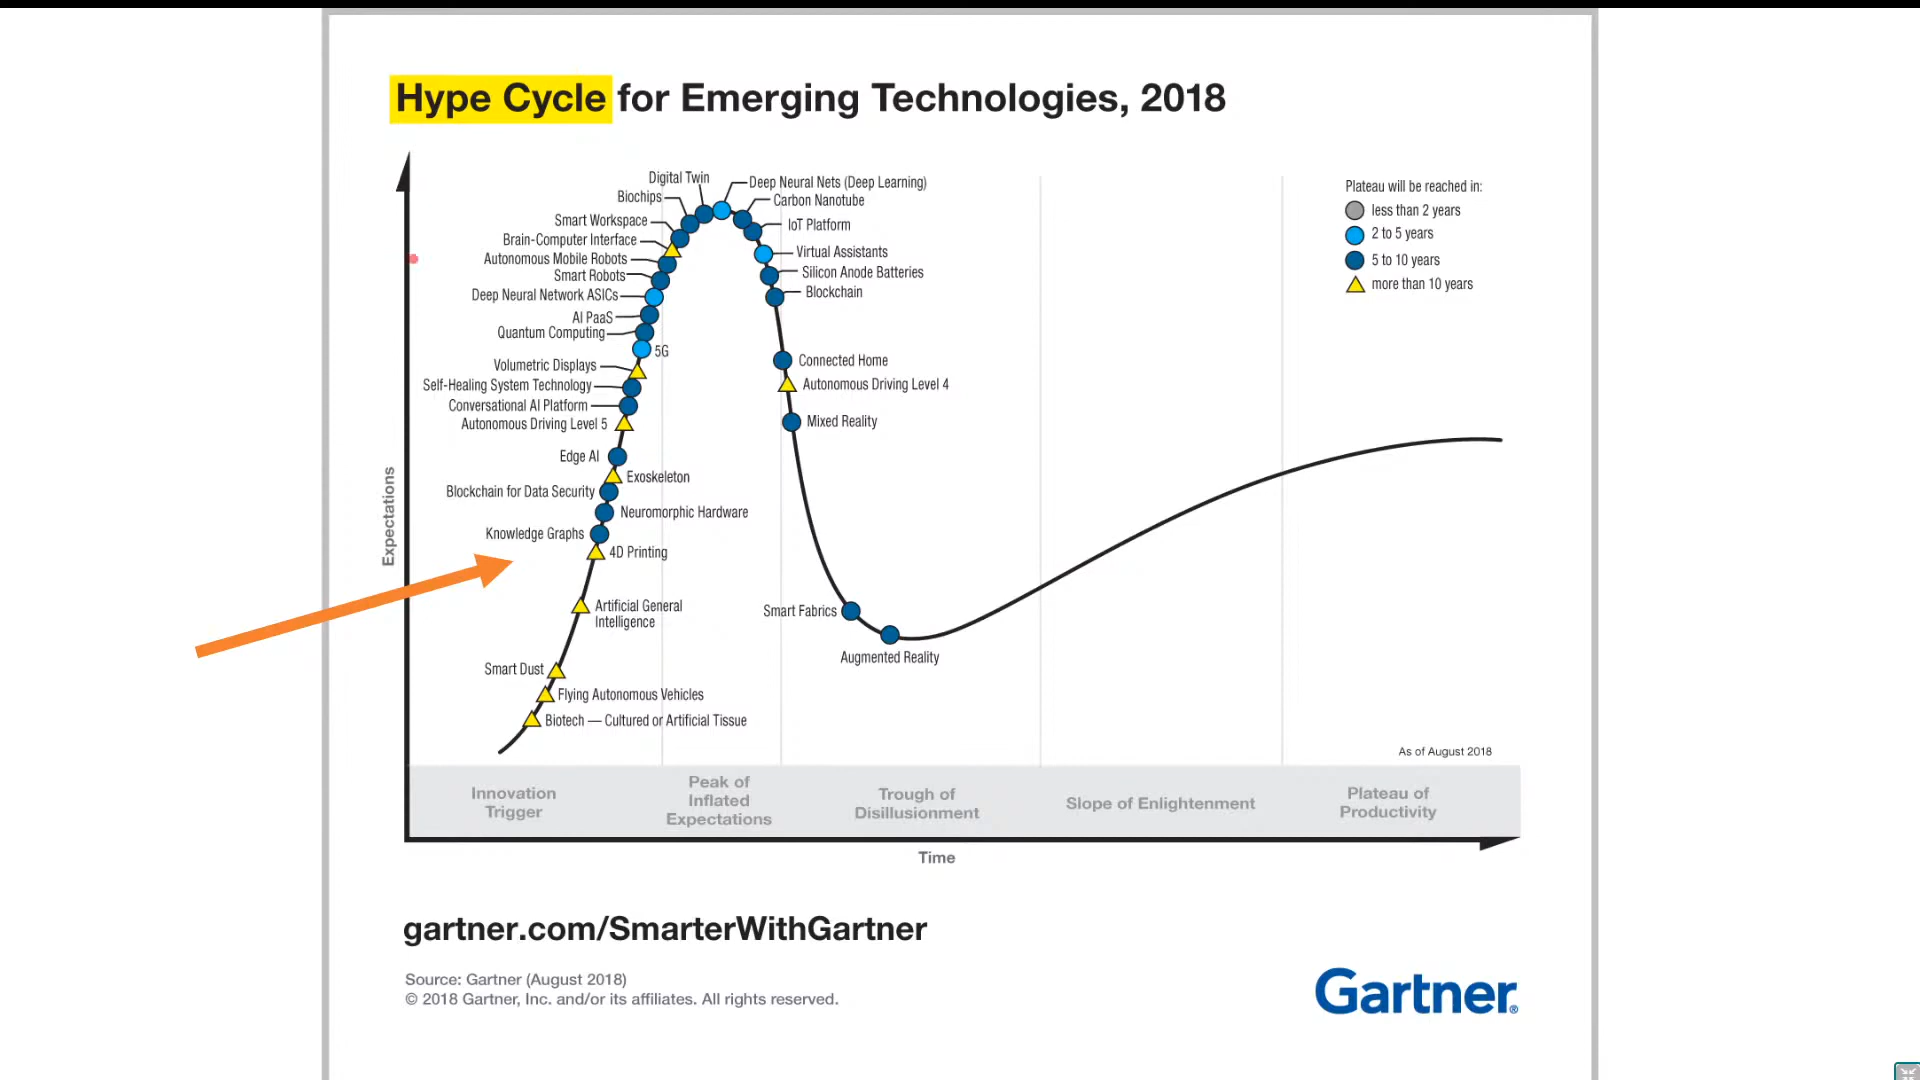 Hype Cycle for Emerging Technologies, 2018
Digital Twin
Biochips
Smart Workspace
Brain-Computer Interface
Autonomous Mobile Robots
Smart Robots
Deep Neural Network ASICs
AI PaaS
Quantum Computing
5G
Volumetric Displays
Self-Healing System Technology
Conversational AI Platform
Autonomous Driving Level 5
Edge AI
Exoskeleton
Blockchain for Data Security
Neuromorphic Hardware
Knowledge Graphs
4D Printing
Artificial General
Intelligence
Smart Dust
Flying Autonomous Vehicles
Biotech — Cultured or Artificial Tissue
Deep Neural Nets (Deep Learning)
Carbon Nanotube
IoT Platform
Virtual Assistants
Silicon Anode Batteries
Blockchain
Connected Home
Autonomous Driving Level 4
Mixed Reality
Smart Fabrics
Augmented Reality
Plateau will be reached in:
less than 2 years
2 to 5 years
5 to 10 years
more than 10 years
Expectations
As of August 2018
Innovation
Trigger
Peak of
Inflated
Expectations
Trough of
Disillusionment
Slope of Enlightenment
Plateau of
Productivity
Time
gartner.com/SmarterWithGartner
Source: Gartner (August 2018)
© 2018 Gartner, Inc. and/or its affiliates. All rights reserved.
Gartner®